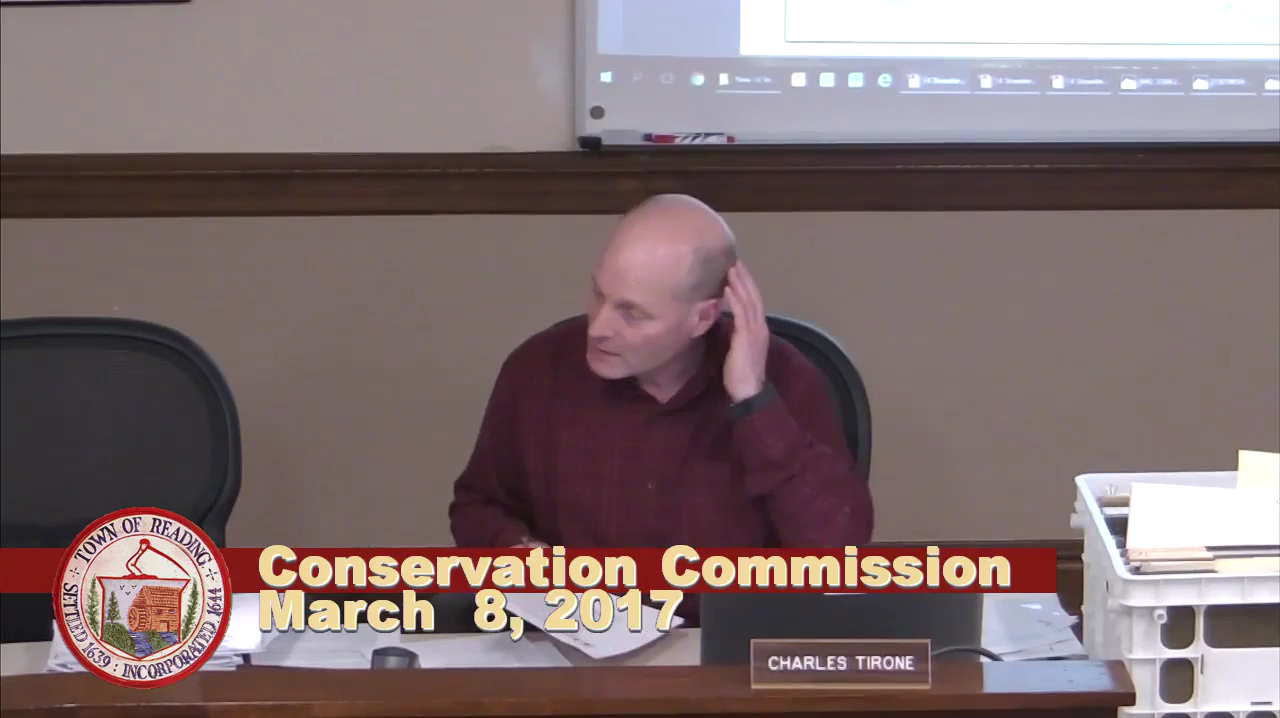 TOWN OF READING
SETTLED 1639 : INCORPORATED 1644
Conservation Commission
March 8, 2017
CHARLES TIRONE